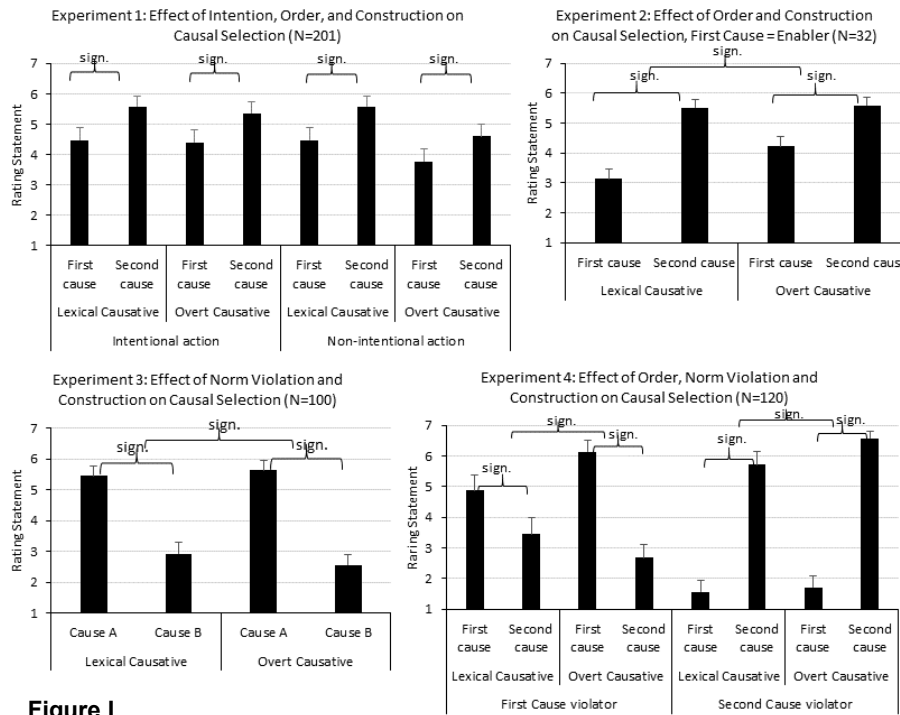 Experiment 1: Effect of Intention, Order, and Construction on
Causal Selection (N=201)
sign.
sign.
sign.
sign.
Rating Statement
7
6
5
4
3
2
1
First cause
Second cause
First cause
Second cause
First cause
Second cause
First cause
Second cause
Lexical Causative
Overt Causative
Lexical Causative
Overt Causative
Intentional action
Non-intentional action
Experiment 2: Effect of Order and Construction
on Causal Selection, First Cause = Enabler (N=32)
sign.
sign.
sign.
Rating Statement
7
6
5
4
3
2
1
First cause
Second cause
First cause
Second cause
Lexical Causative
Overt Causative
Experiment 3: Effect of Norm Violation and
Construction on Causal Selection (N=100)
sign.
sign.
sign.
Rating Statement
7
6
5
4
3
2
1
Cause A
Cause B
Cause A
Cause B
Lexical Causative
Overt Causative
Experiment 4: Effect of Order, Norm Violation and
Construction on Causal Selection (N=120)
sign.
sign.
sign.
sign.
sign.
sign.
Raring Statement
7
6
5
4
3
2
1
First cause
Second cause
First cause
Second cause
First cause
Second cause
First cause
Second cause
Lexical Causative
Overt Causative
Lexical Causative
Overt Causative
First Cause violator
Second Cause violator
Figure I